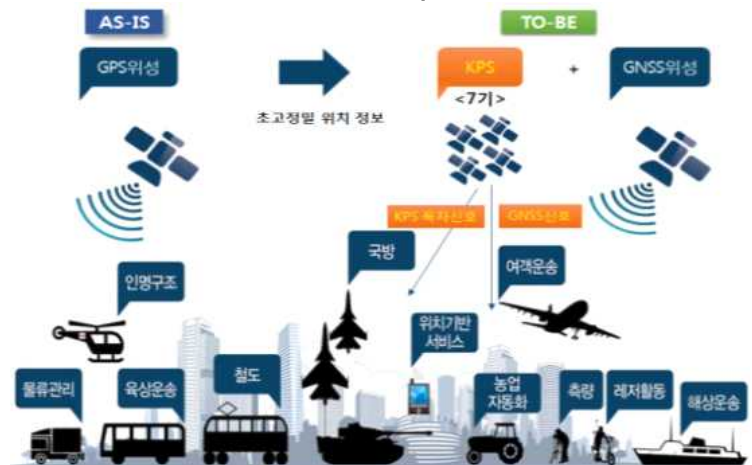 AS-IS
TO-BE
GPS위성
KPS
+
GNSS위성
<7기>
초고정밀 위치 정보
KPS 독자신호
GNSS신호
국방
여객운송
인명구조
위치기반
서비스
물류관리
육상운송
철도
농업
자동화
측량
레저활동
해상운송